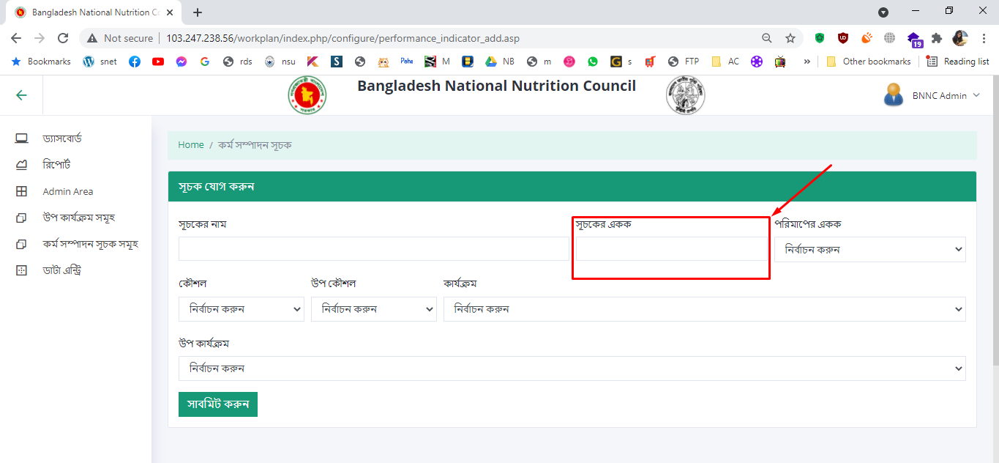 Bangladesh National Nutrition Co
Not secure
103.247.238.56/workplan/index.php/configure/performance_indicator_add.asp
19
Bookmarks snet rds nsu M NB m s FTP AC » Other bookmarks Reading list
Bangladesh National Nutrition Council
BNNC Admin
ড্যাসবোর্ড
রিপোর্ট
Admin Area
উপ কার্যক্রম সমূহ
কর্ম সম্পাদন সূচক সমূহ
ডাটা এন্ট্রি
Home / কর্ম সম্পাদন সূচক
সূচক যোগ করুন
সূচকের নাম সূচকের একক পরিমাপের একক
নির্বাচন করুন
কৌশল উপ কৌশল কার্যক্রম
নির্বাচন করুন নির্বাচন করুন নির্বাচন করুন
উপ কার্যক্রম
নির্বাচন করুন
সাবমিট করুন